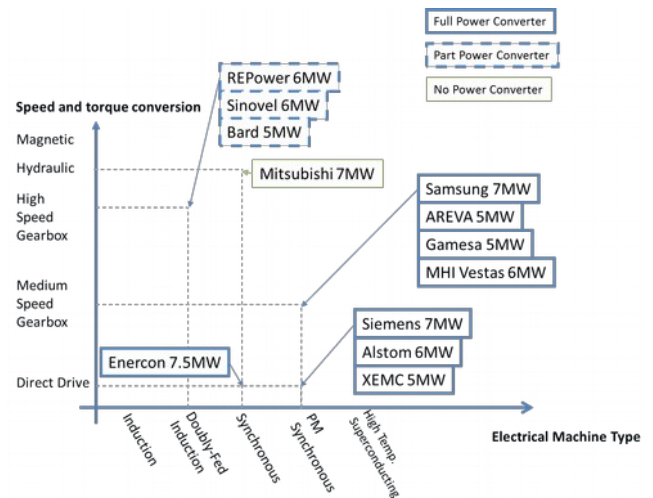 Full Power Converter
Part Power Converter
No Power Converter
REPower 6MW
Sinovel 6MW
Bard 5MW
Speed and torque conversion
Magnetic
Hydraulic
High
Speed
Gearbox
Medium
Speed
Gearbox
Direct Drive
Mitsubishi 7MW
Samsung 7MW
AREVA 5MW
Gamesa 5MW
MHI Vestas 6MW
Siemens 7MW
Alstom 6MW
XEMC 5MW
Enercon 7.5MW
Induction
Doubly-Fed
Induction
Synchronous
PM
Synchronous
High Temp.
Superconducting
Electrical Machine Type